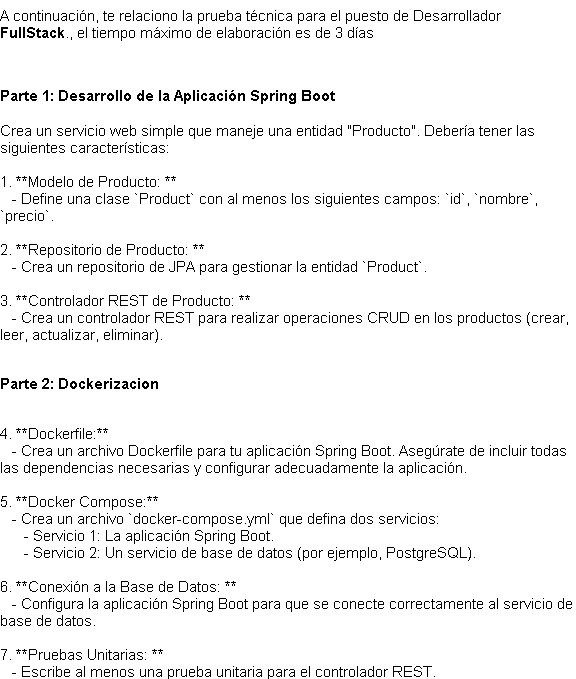 A continuación, te relaciono la prueba técnica para el puesto de Desarrollador
FullStack., el tiempo máximo de elaboración es de 3 días
Parte 1: Desarrollo de la Aplicación Spring Boot
Crea un servicio web simple que maneje una entidad "Producto". Debería tener las
siguientes características:
1. **Modelo de Producto: **
- Define una clase `Product` con al menos los siguientes campos: `id`, `nombre`,
`precio`.
2. **Repositorio de Producto: **
- Crea un repositorio de JPA para gestionar la entidad `Product`.
3. **Controlador REST de Producto: **
- Crea un controlador REST para realizar operaciones CRUD en los productos (crear,
leer, actualizar, eliminar).
Parte 2: Dockerizacion
4. **Dockerfile:**
- Crea un archivo Dockerfile para tu aplicación Spring Boot. Asegúrate de incluir todas
las dependencias necesarias y configurar adecuadamente la aplicación.
5. **Docker Compose:**
- Crea un archivo `docker-compose.yml` que defina dos servicios:
- Servicio 1: La aplicación Spring Boot.
- Servicio 2: Un servicio de base de datos (por ejemplo, PostgreSQL).
6. **Conexión a la Base de Datos: **
- Configura la aplicación Spring Boot para que se conecte correctamente al servicio de
base de datos.
7. **Pruebas Unitarias: **
- Escribe al menos una prueba unitaria para el controlador REST.